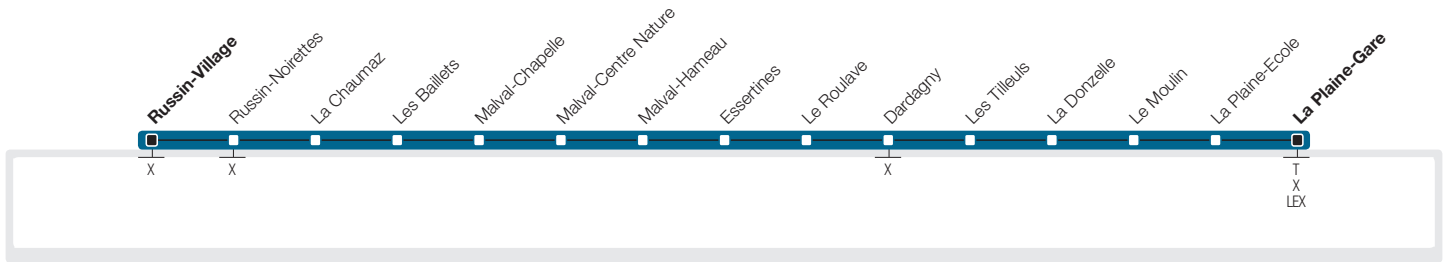 Russin-Village
Russin-Noirettes
La Chaumaz
Les Baillets
Malval-Chapelle
Malval-Centre Nature
Malval-Hameau
Essertines
Le Roulave
Dardagny
Les Tilleuls
La Donzelle
Le Moulin
La Plaine-Ecole
La Plaine-Gare
X
X
X
T
X
LEX